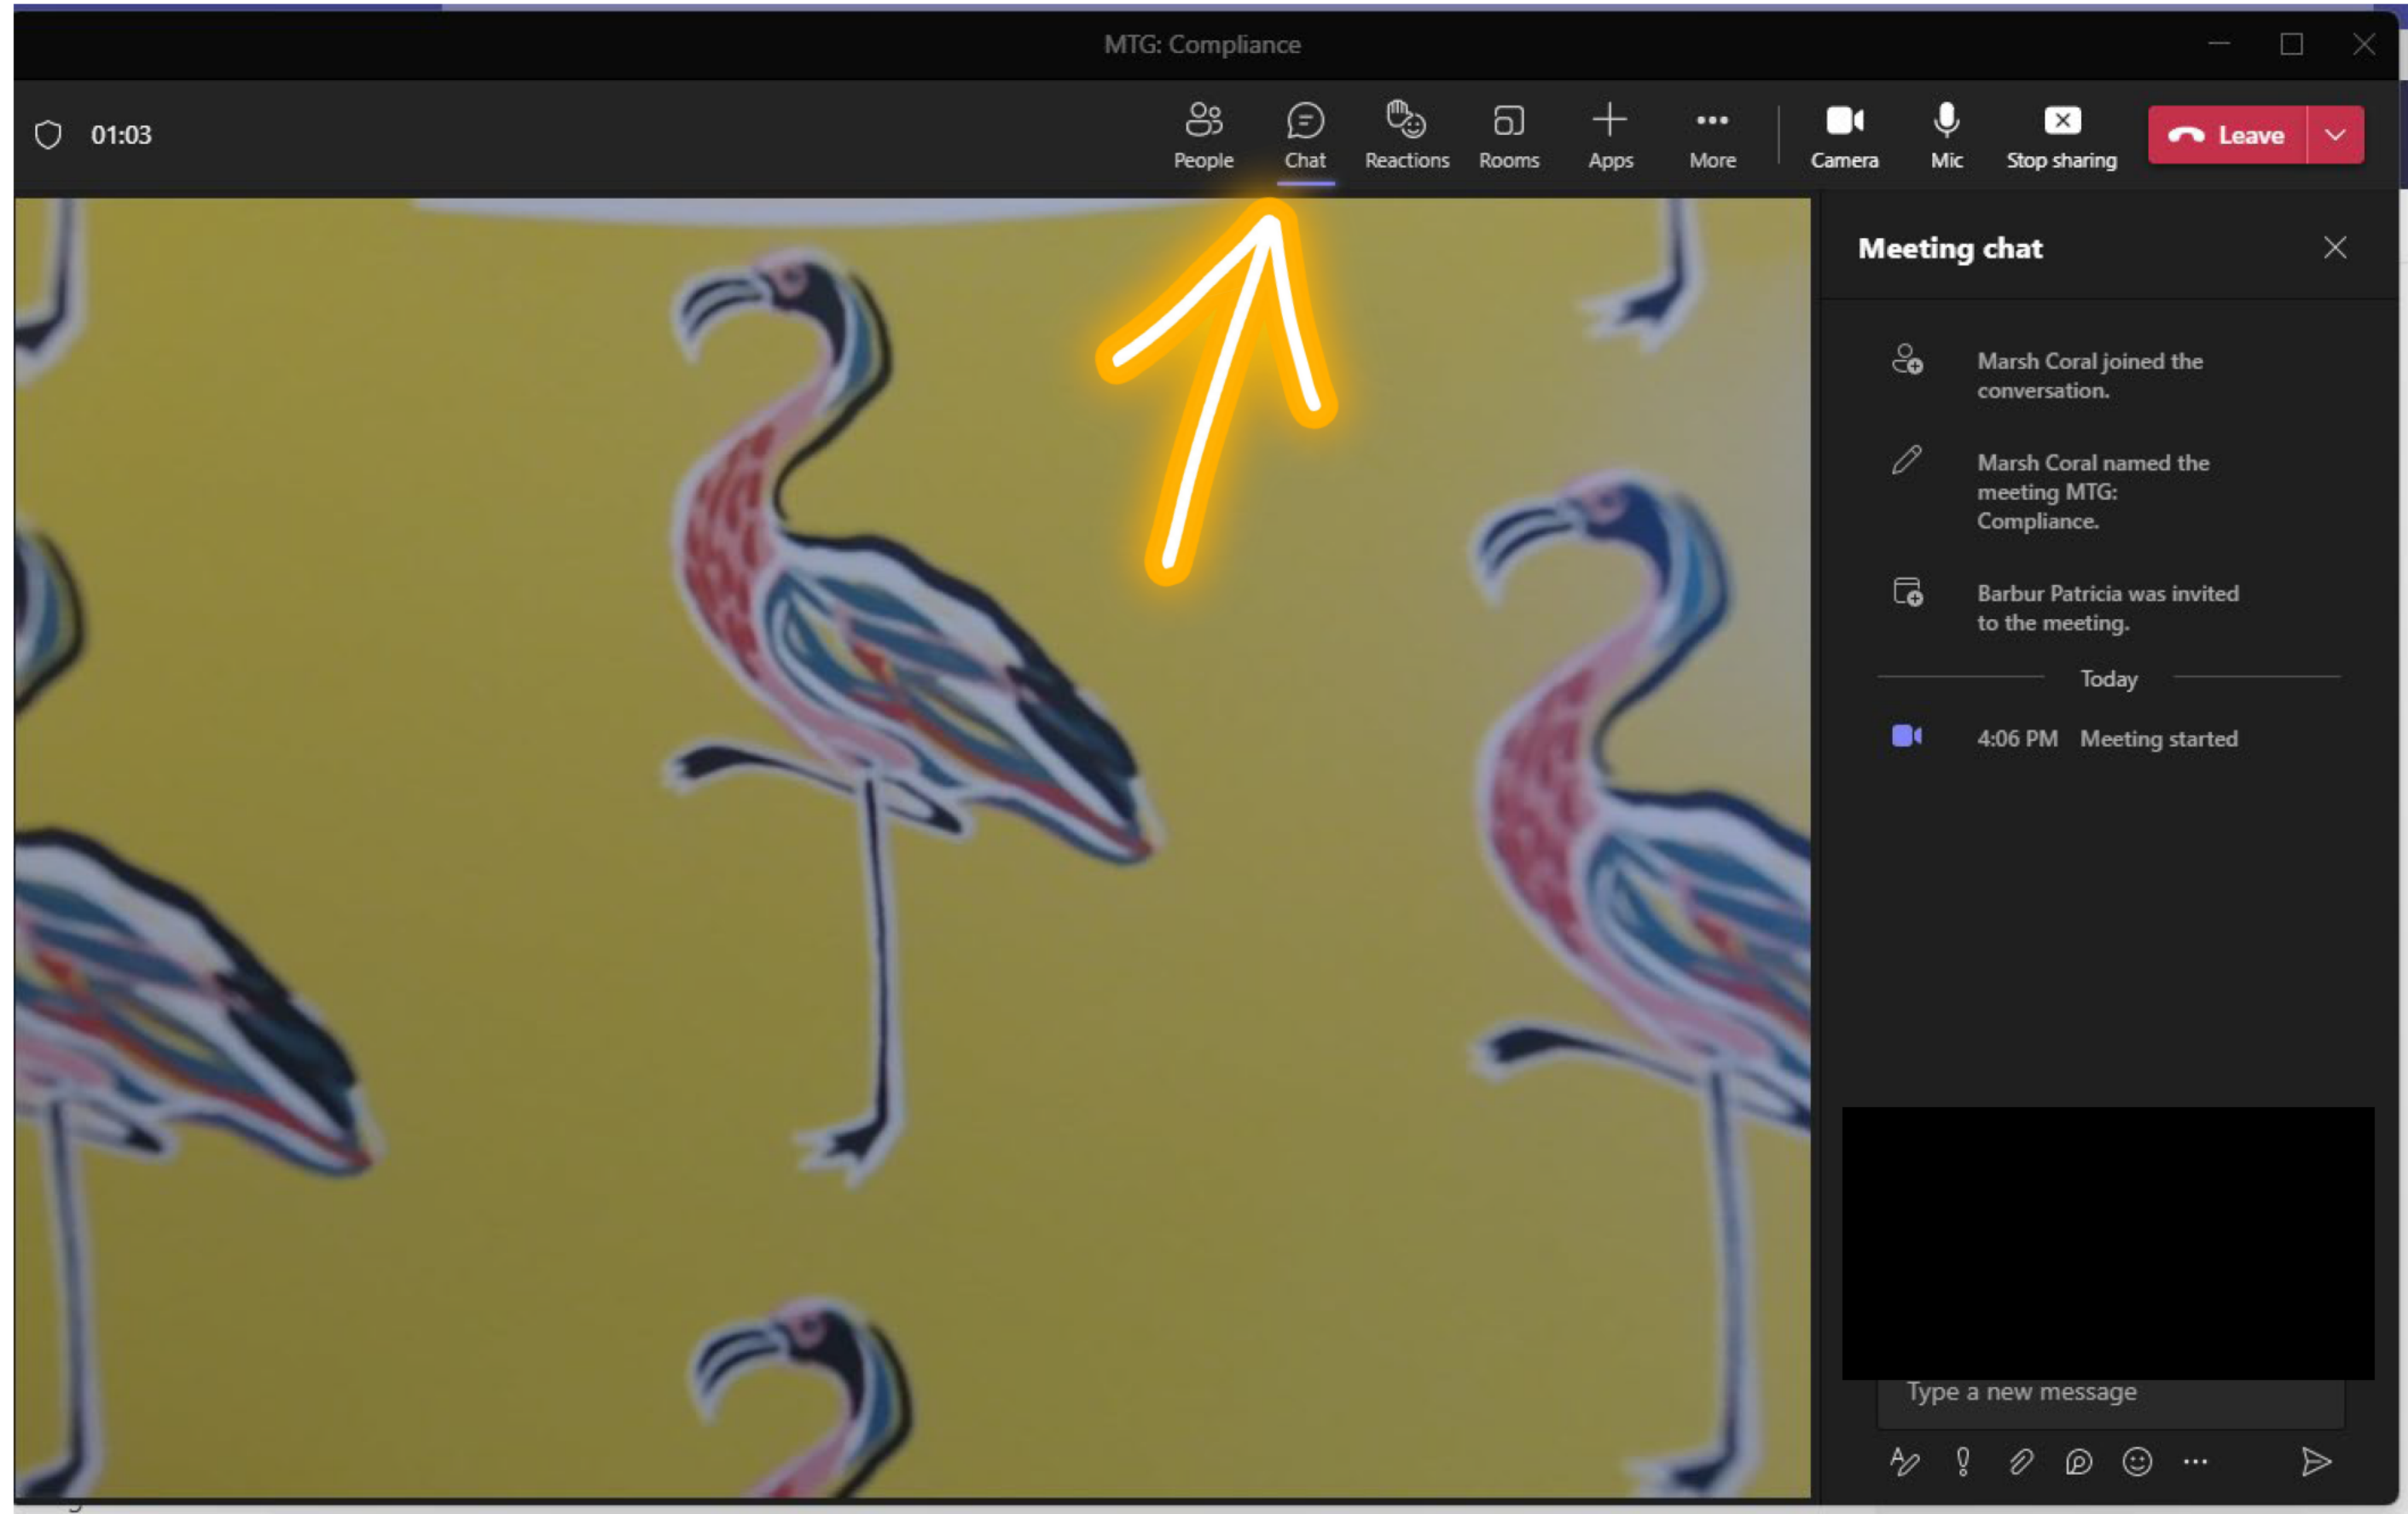 MTG: Compliance
01:03
People
Chat
Reactions
Rooms
Apps
More
Camera
Mic
Stop sharing
Leave
Meeting chat
Marsh Coral joined the
conversation.
Marsh Coral named the
meeting MTG:
Compliance.
Barbur Patricia was invited
to the meeting.
Today
4:06 PM Meeting started
Type a new message